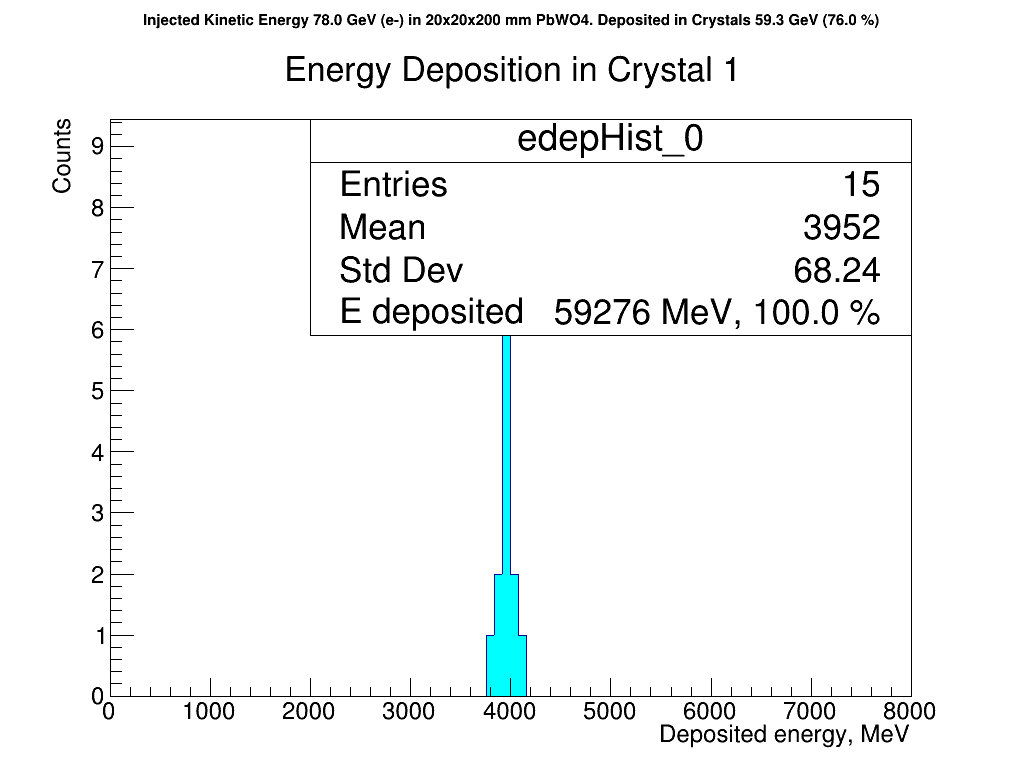 Injected Kinetic Energy 78.0 GeV (e-) in 20x20x200 mm PbWO4. Deposited in Crystals 59.3 GeV (76.0 %)
Energy Deposition in Crystal 1
Counts
edepHist_0
Entries 15
Mean 3952
Std Dev 68.24
E deposited 59276 MeV, 100.0 %
9
8
7
6
5
4
3
2
1
0
0 1000 2000 3000 4000 5000 6000 7000 8000
Deposited energy, MeV